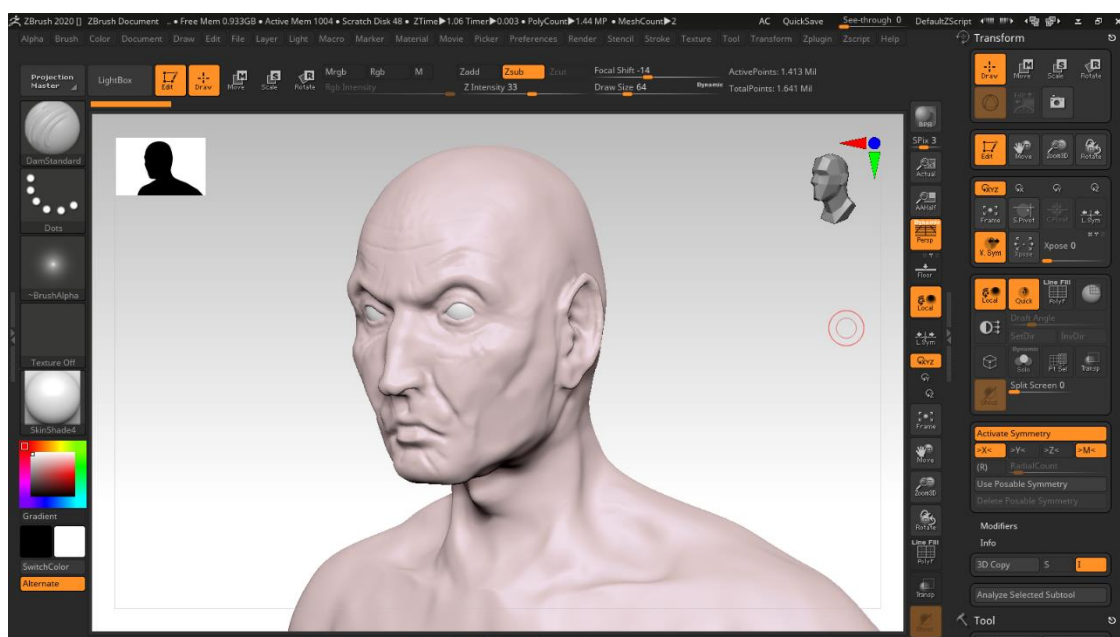 ZBrush 2020 [] ZBrush Document .. • Free Mem 0.933GB • Active Mem 1004 • Scratch Disk 48 • ZTime▶1.06 Timer▶0.003 • PolyCount▶1.44 MP • MeshCount▶2 AC QuickSave See-through 0 DefaultZScript
Alpha Brush Color Document Draw Edit File Layer Light Macro Marker Material Movie Picker Preferences Render Stencil Stroke Texture Tool Transform Zplugin Zscript Help
Projection
Master
LightBox
Edit
Draw
Move
Scale
Rotate
Mrgb Rgb M
Rgb Intensity
Zadd Zsub Zcut
Z Intensity 33
Focal Shift -14
Draw Size 64
Dynamic
ActivePoints: 1.413 Mil
TotalPoints: 1.641 Mil
DamStandard
Dots
~BrushAlpha
Texture Off
SkinShade4
Gradient
SwitchColor
Alternate
BPR
SPix 3
Actual
AAHalf
Dynamic
Persp
Floor
Local
L.Sym
Qxyz
Frame
Move
Zoom3D
Rotate
Line Fill
PolyF
Transp
Transform
Draw Move Scale Rotate
Edit Move Zoom3D Rotate
Qxyz
Frame S.Pivot C.Pivot L.Sym
V. Sym Xpose Xpose 0
Line Fill
Local Quick PolyF
Draft Angle
SetDir InvDir
Dynamic
Solo Pt Sel Transp
Split Screen 0
Activate Symmetry
>X< >Y< >Z< >M<
(R) RadialCount
Use Posable Symmetry
Delete Posable Symmetry
Modifiers
Info
3D Copy S I
Analyze Selected Subtool
Tool